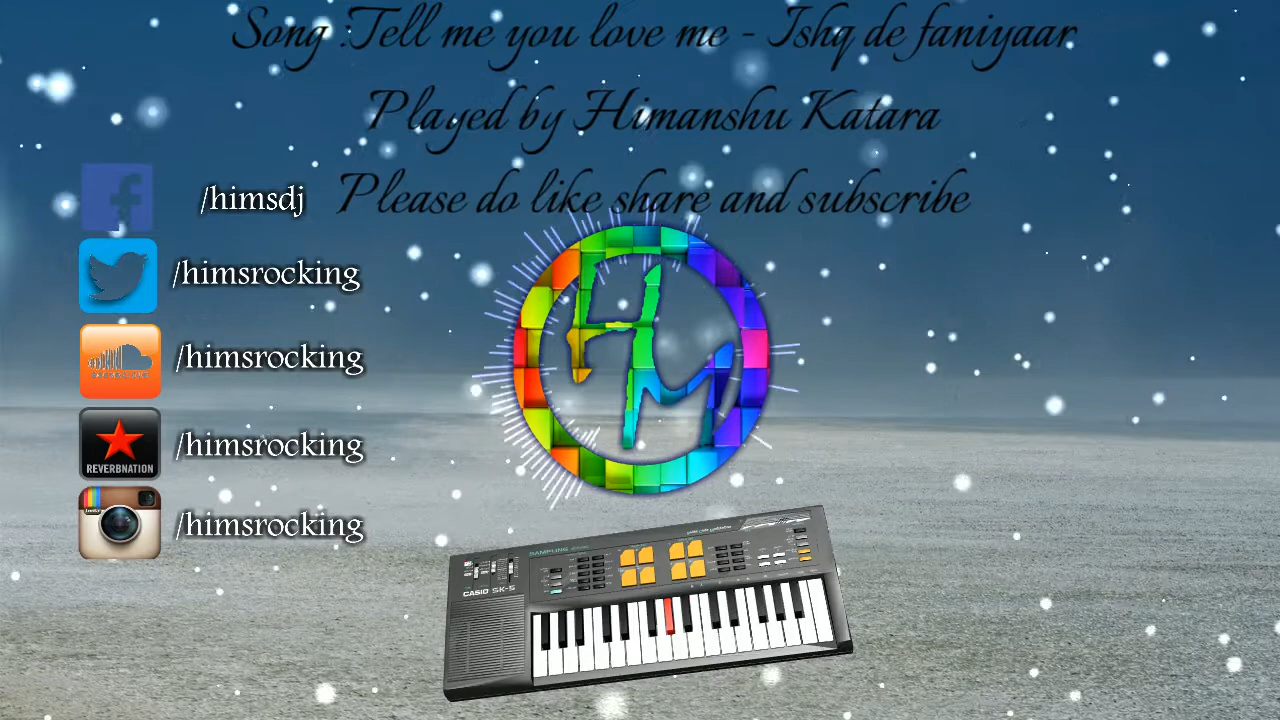 Song :Tell me you love me - Ishq de faniyaar
Played by Himanshu Katara
Please do like share and subscribe
/himsdj
/himsrocking
/himsrocking
/himsrocking
REVERBNATION
/himsrocking
HM
SAMPLING
CASIO SK-5